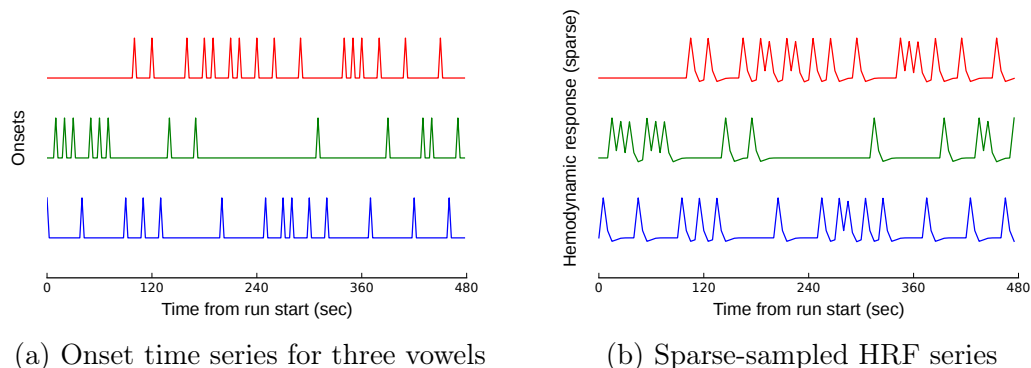 Onsets
0 120 240 360 480
Time from run start (sec)
(a) Onset time series for three vowels
Hemodynamic response (sparse)
0 120 240 360 480
Time from run start (sec)
(b) Sparse-sampled HRF series